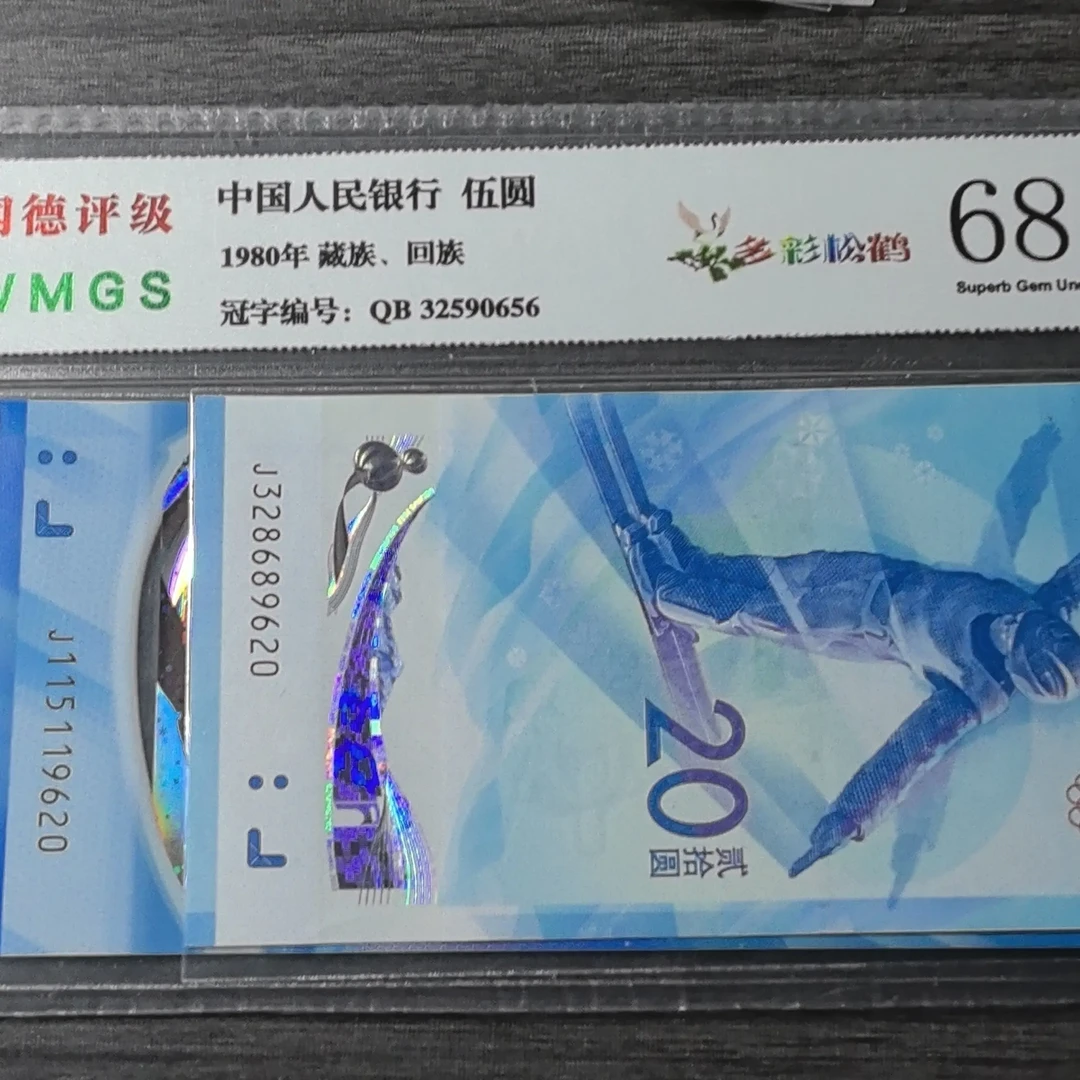 德评级
MGS
中国人民银行 伍圆
1980年 藏族、回族
冠字编号：QB 32590656
多彩松鹤
68
Superb Gem Unc
J115119620
J328689620
20
贰拾圆